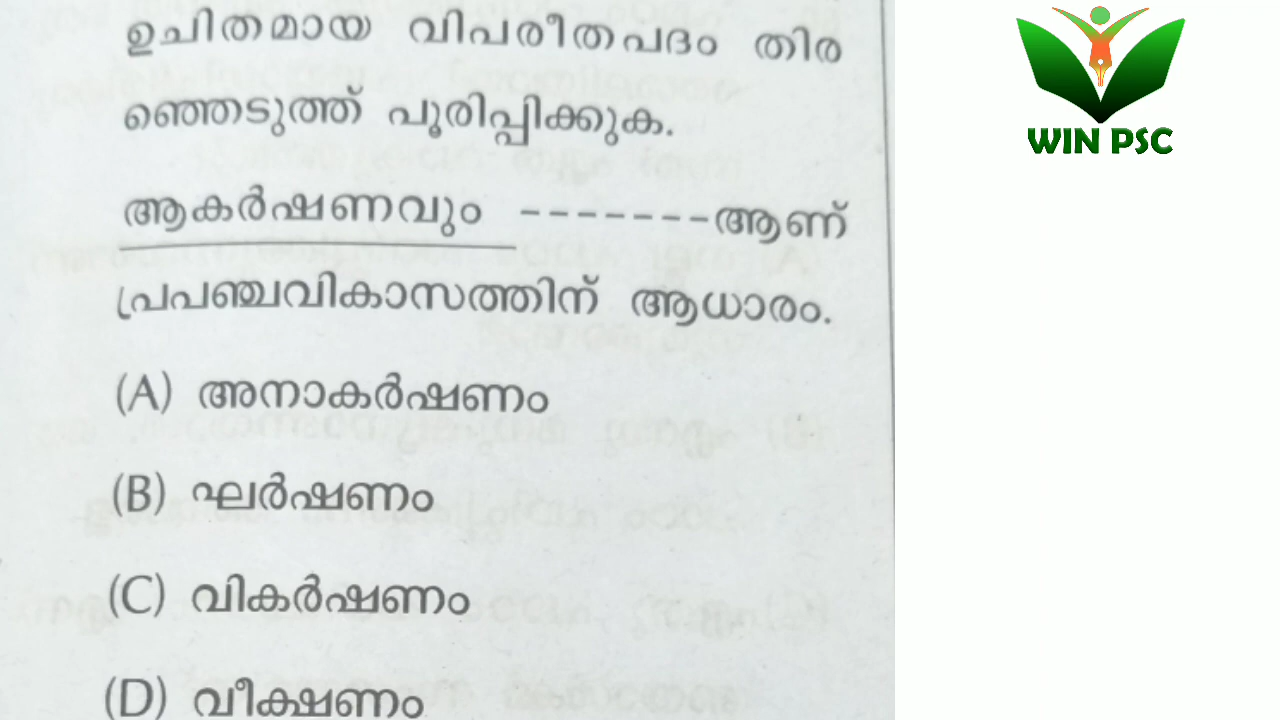 ഉചിതമായ വിപരീതപദം തിര
ഞ്ഞെടുത്ത് പൂരിപ്പിക്കുക.
ആകർഷണവും -------ആണ്
പ്രപഞ്ചവികാസത്തിന് ആധാരം.
(A) അനാകർഷണം
(B) ഘർഷണം
(C) വികർഷണം
(D) വീക്ഷണം
WIN PSC